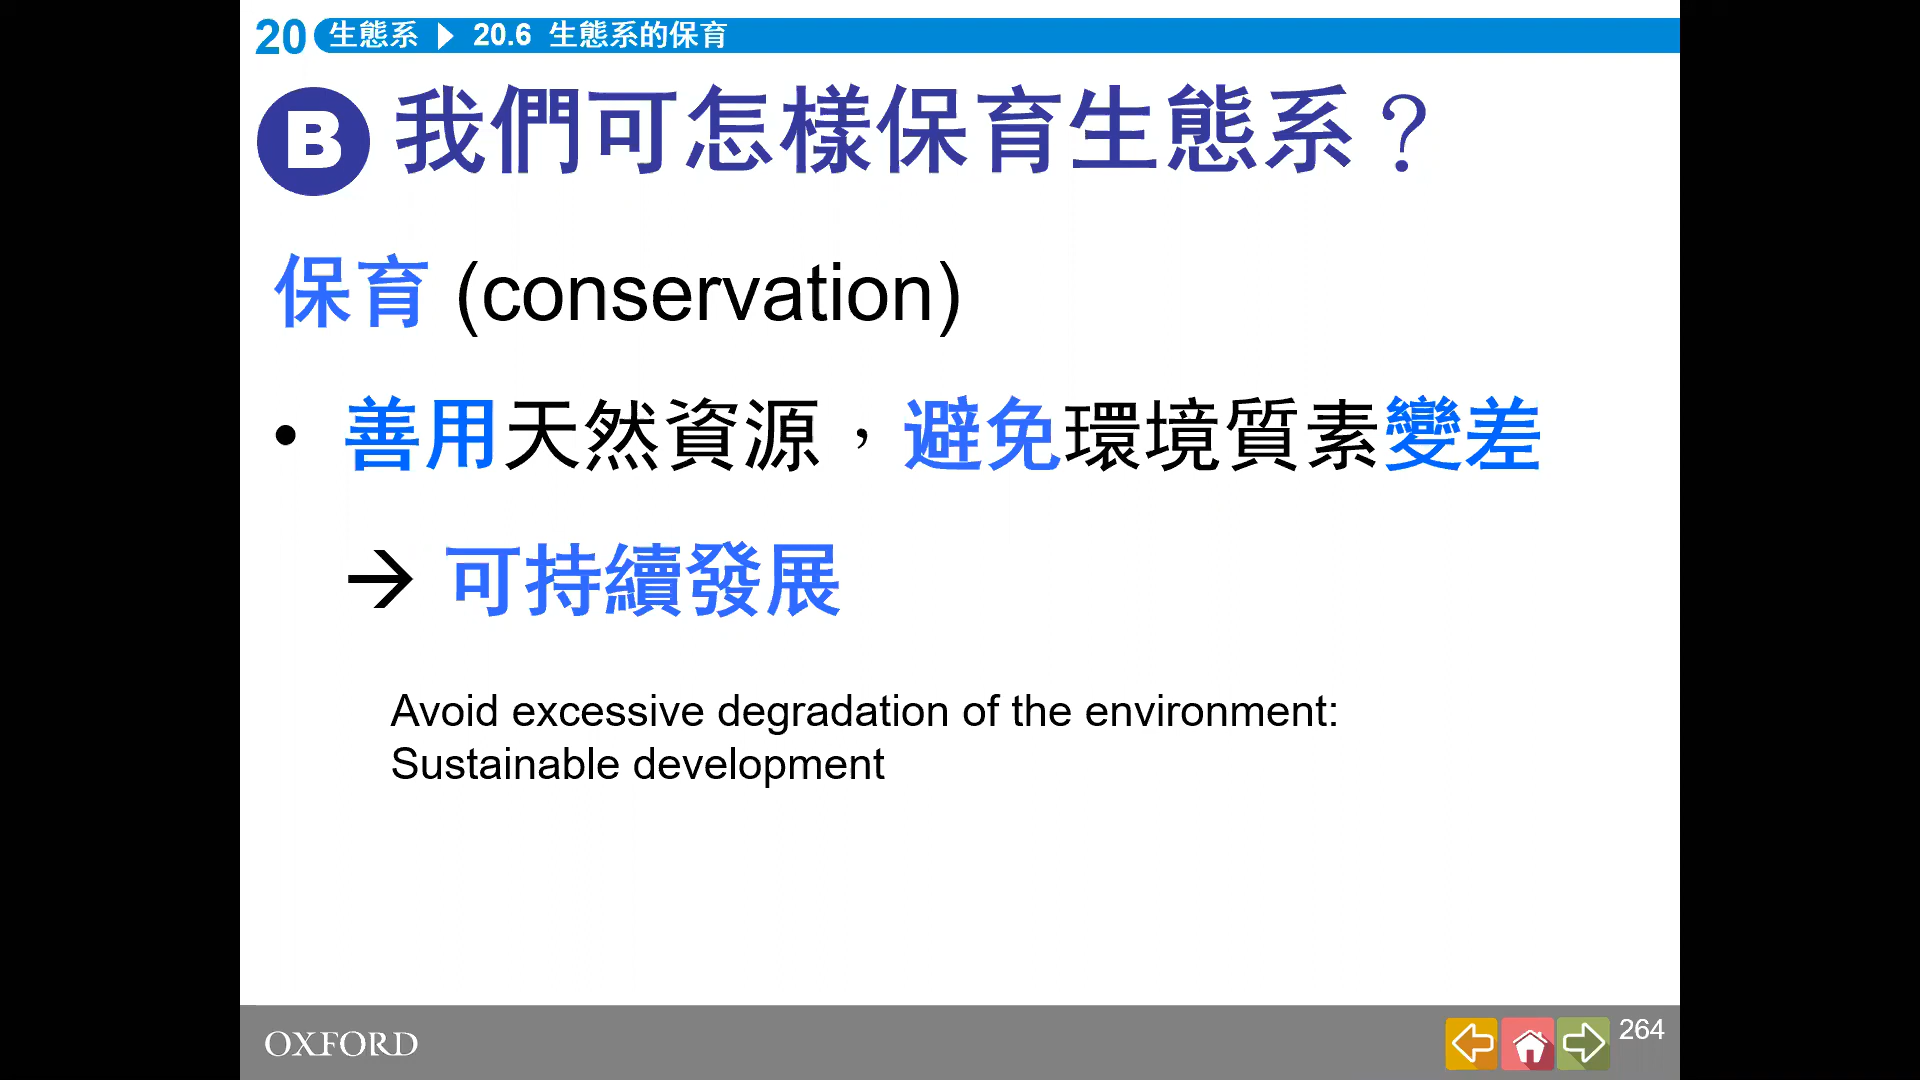 20 生態系 20.6 生態系的保育
B 我們可怎樣保育生態系？
保育 (conservation)
• 善用天然資源，避免環境質素變差
→ 可持續發展
Avoid excessive degradation of the environment:
Sustainable development
OXFORD
264